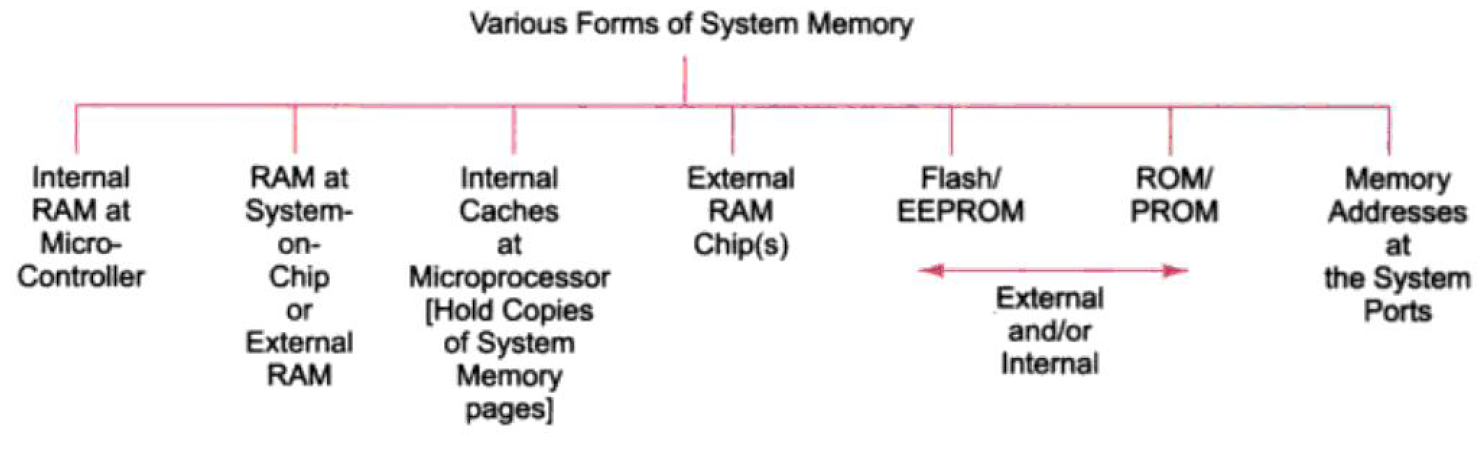 Various Forms of System Memory
Internal
RAM at
Micro-
Controller
RAM at
System-
on-
Chip
or
External
RAM
Internal
Caches
at
Microprocessor
[Hold Copies
of System
Memory
pages]
External
RAM
Chip(s)
Flash/
EEPROM
ROM/
PROM
External
and/or
Internal
Memory
Addresses
at
the System
Ports